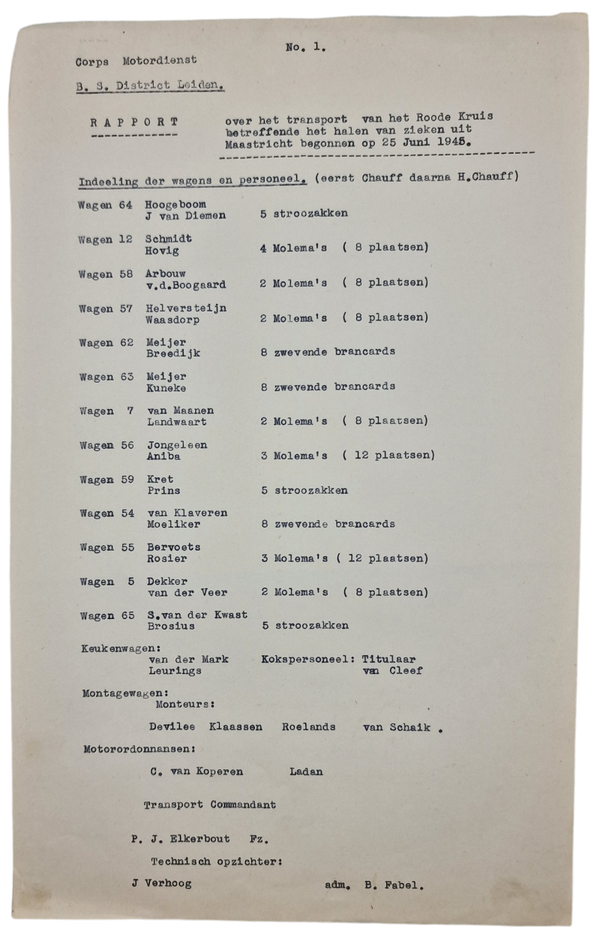 No. 1.
Corps Motordienst
B. S. District Leiden.
R A P P O R T over het transport van het Roode Kruis
betreffende het halen van zieken uit
Maastricht begonnen op 25 Juni 1945.
Indeeling der wagens en personeel. (eerst Chauff daarna H.Chauff)
Wagen 64 Hoogeboom
J van Diemen 5 stroozakken
Wagen 12 Schmidt
Hovig 4 Molema's ( 8 plaatsen)
Wagen 58 Arbouw
v.d.Boogaard 2 Molema's ( 8 plaatsen)
Wagen 57 Helversteijn
Waasdorp 2 Molema's ( 8 plaatsen)
Wagen 62 Meijer
Breedijk 8 zwevende brancards
Wagen 63 Meijer
Kuneke 8 zwevende brancards
Wagen 7 van Maanen
Landwaart 2 Molema's ( 8 plaatsen)
Wagen 56 Jongeleen
Aniba 3 Molema's ( 12 plaatsen)
Wagen 59 Kret
Prins 5 stroozakken
Wagen 54 van Klaveren
Moeliker 8 zwevende brancards
Wagen 55 Bervoets
Rosier 3 Molema's ( 12 plaatsen)
Wagen 5 Dekker
van der Veer 2 Molema's ( 8 plaatsen)
Wagen 65 S.van der Kwast
Brosius 5 stroozakken
Keukenwagen:
van der Mark Kokspersoneel: Titulaar
Leurings van Cleef
Montagewagen:
Monteurs:
Devilee Klaassen Roelands van Schaik .
Motorordonnansen:
C. van Koperen Ladan
Transport Commandant
P. J. Elkerbout Fz.
Technisch opzichter:
J Verhoog adm. B. Fabel.